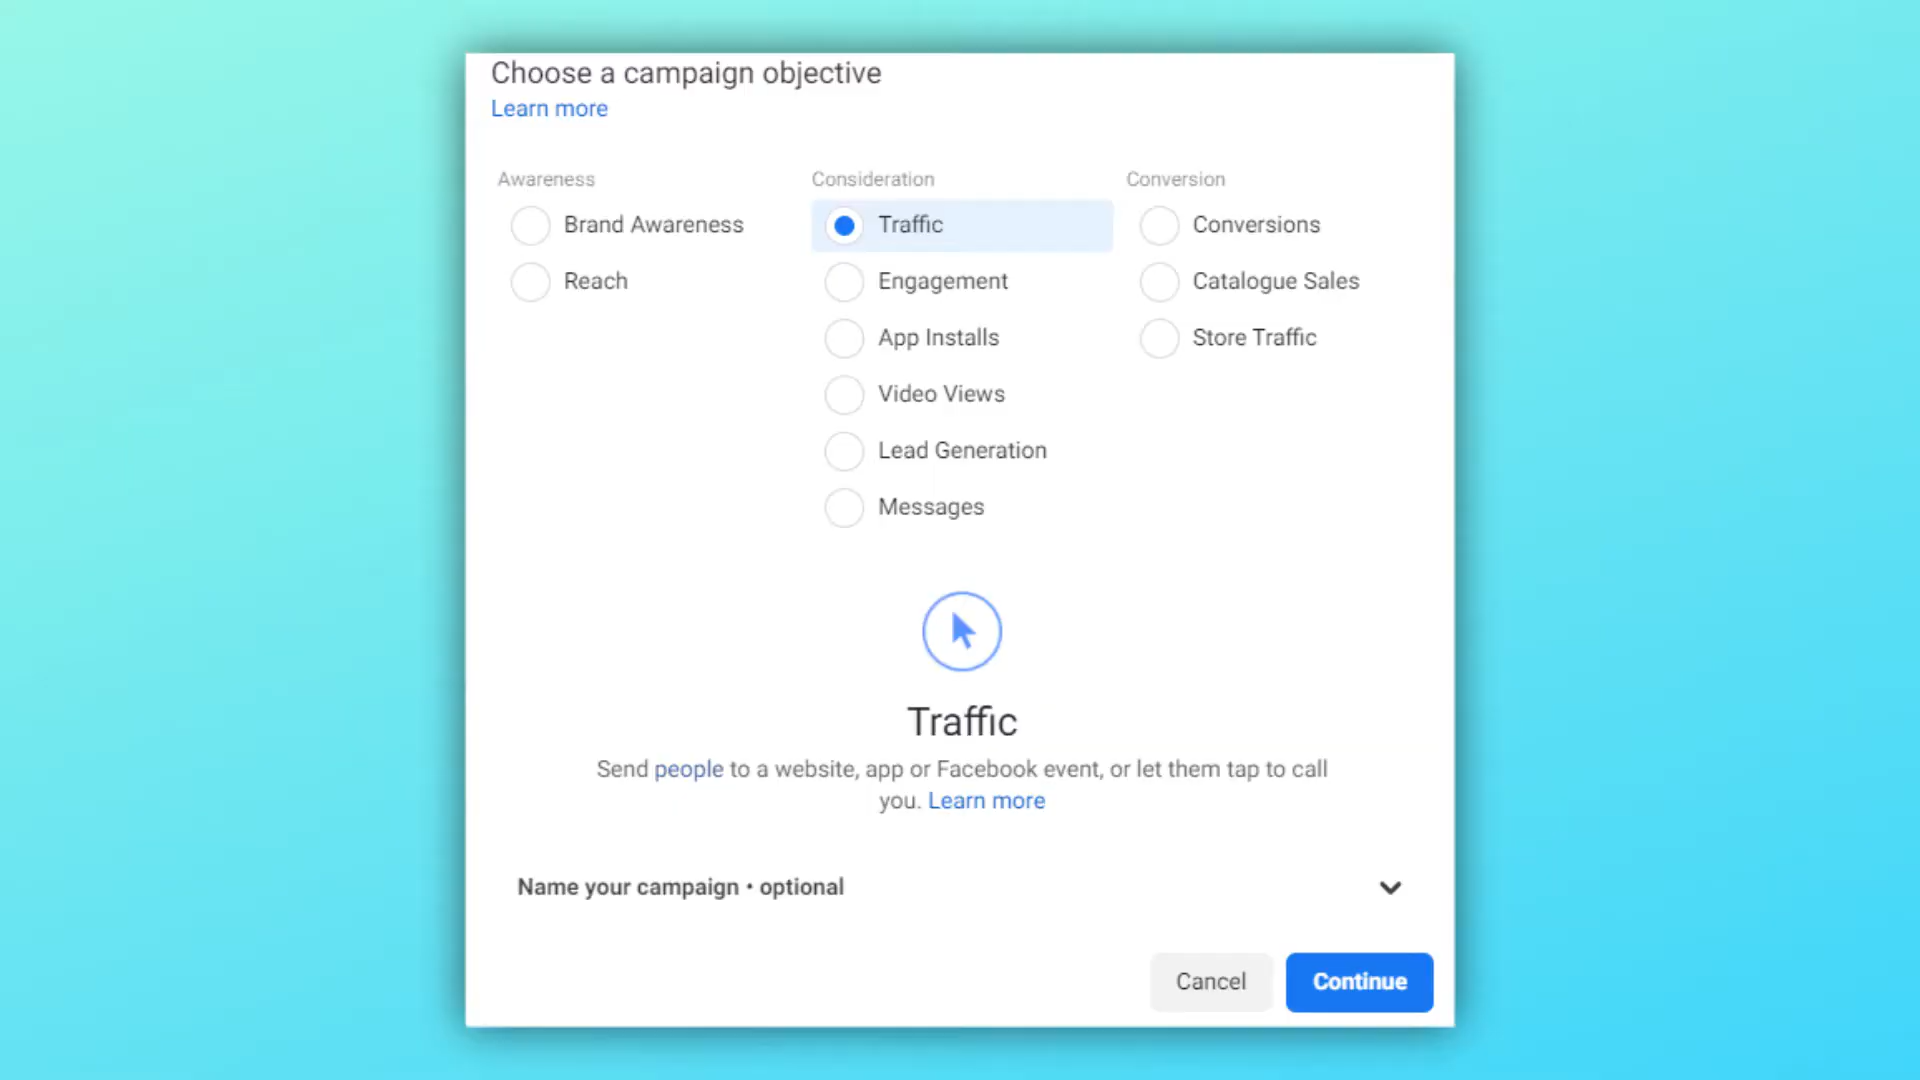 Choose a campaign objective
Learn more
Awareness
Brand Awareness
Reach
Consideration
Traffic
Engagement
App Installs
Video Views
Lead Generation
Messages
Conversion
Conversions
Catalogue Sales
Store Traffic
Traffic
Send people to a website, app or Facebook event, or let them tap to call
you. Learn more
Name your campaign • optional
Cancel
Continue